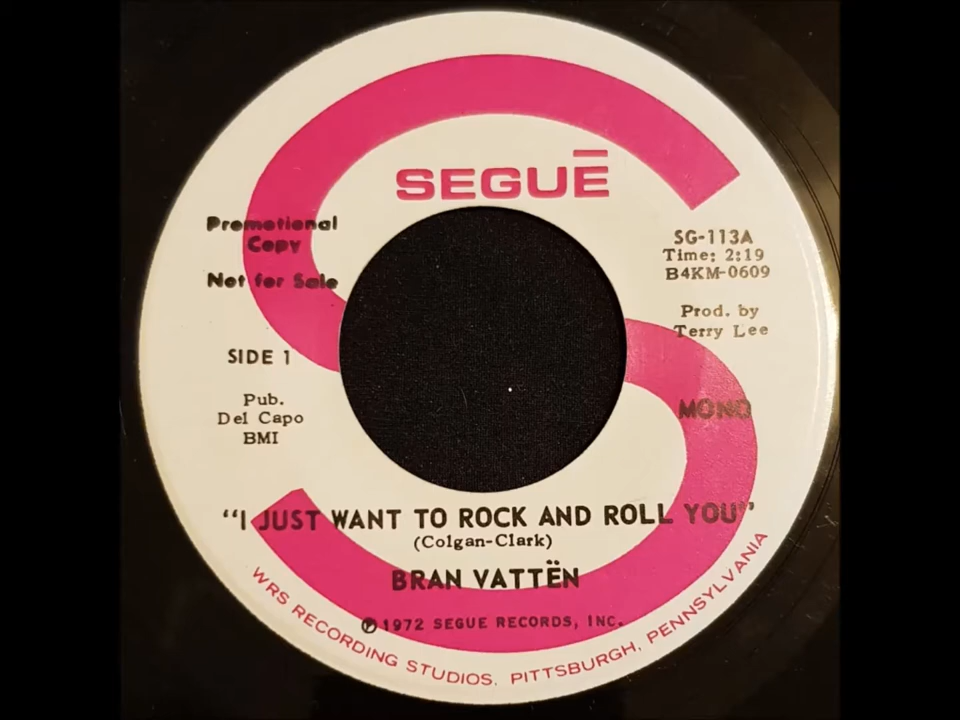 SEGUĒ
Promotional
Copy
Not for Sale
SIDE 1
Pub.
Del Capo
BMI
SG-113A
Time: 2:19
B4KM-0609
Prod. by
Terry Lee
MONO
"I JUST WANT TO ROCK AND ROLL YOU"
(Colgan-Clark)
BRAN VATTËN
℗1972 SEGUE RECORDS, INC.
WRS RECORDING STUDIOS, PITTSBURGH, PENNSYLVANIA